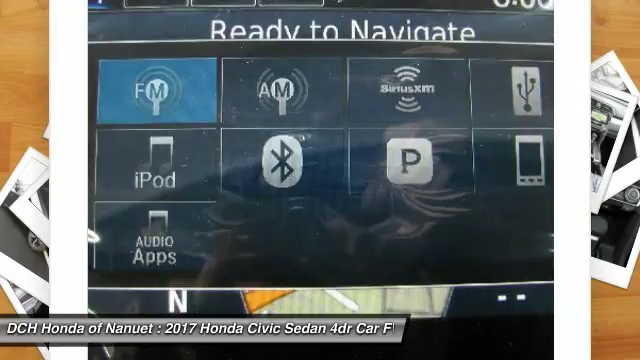 Ready to Navigate
FM
AM
SiriusXM
iPod
P
AUDIO
Apps
N
--
DCH Honda of Nanuet : 2017 Honda Civic Sedan 4dr Car F